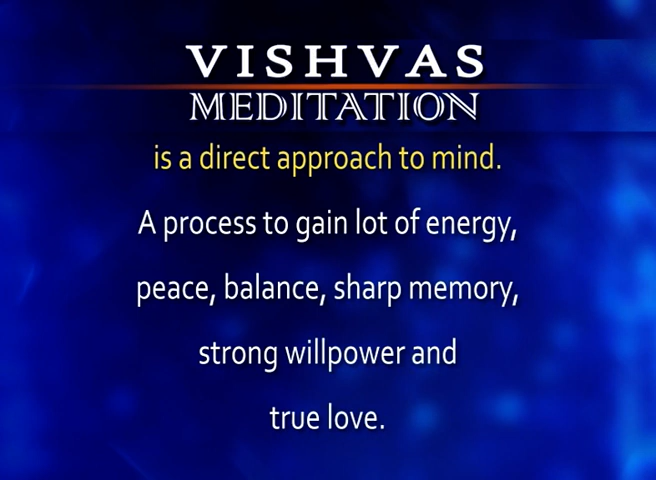 VISHVAS
MEDITATION
is a direct approach to mind.
A process to gain lot of energy,
peace, balance, sharp memory,
strong willpower and
true love.